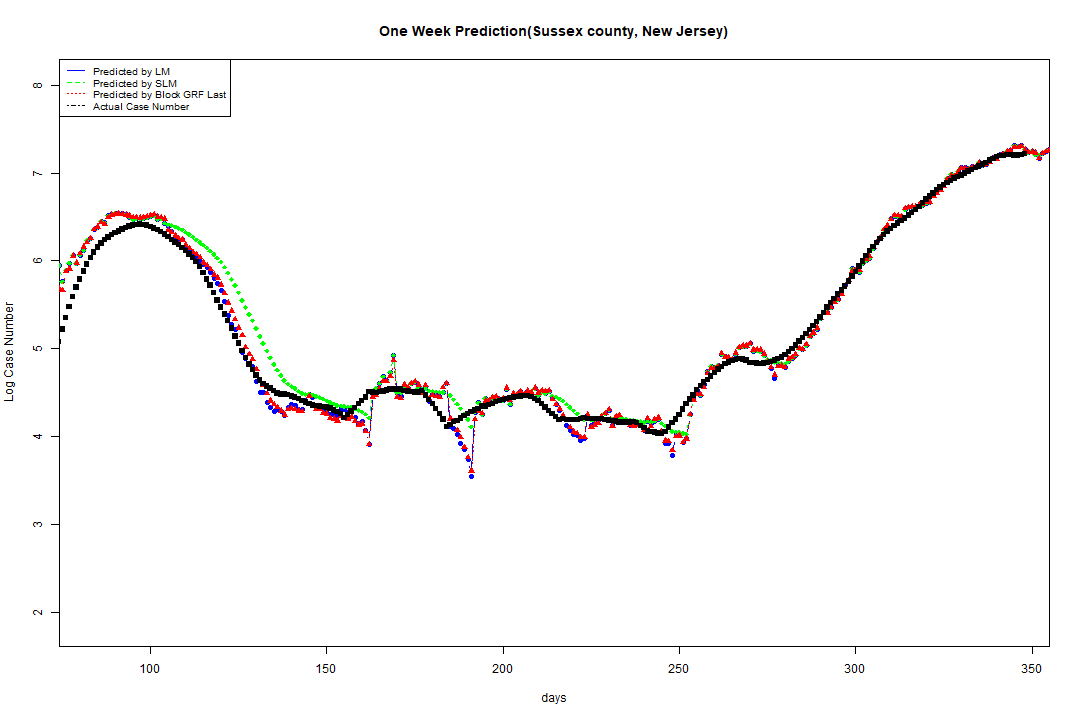 One Week Prediction(Sussex county, New Jersey)
Predicted by LM
Predicted by SLM
Predicted by Block GRF Last
Actual Case Number
8
7
6
5
4
3
2
Log Case Number
100 150 200 250 300 350
days